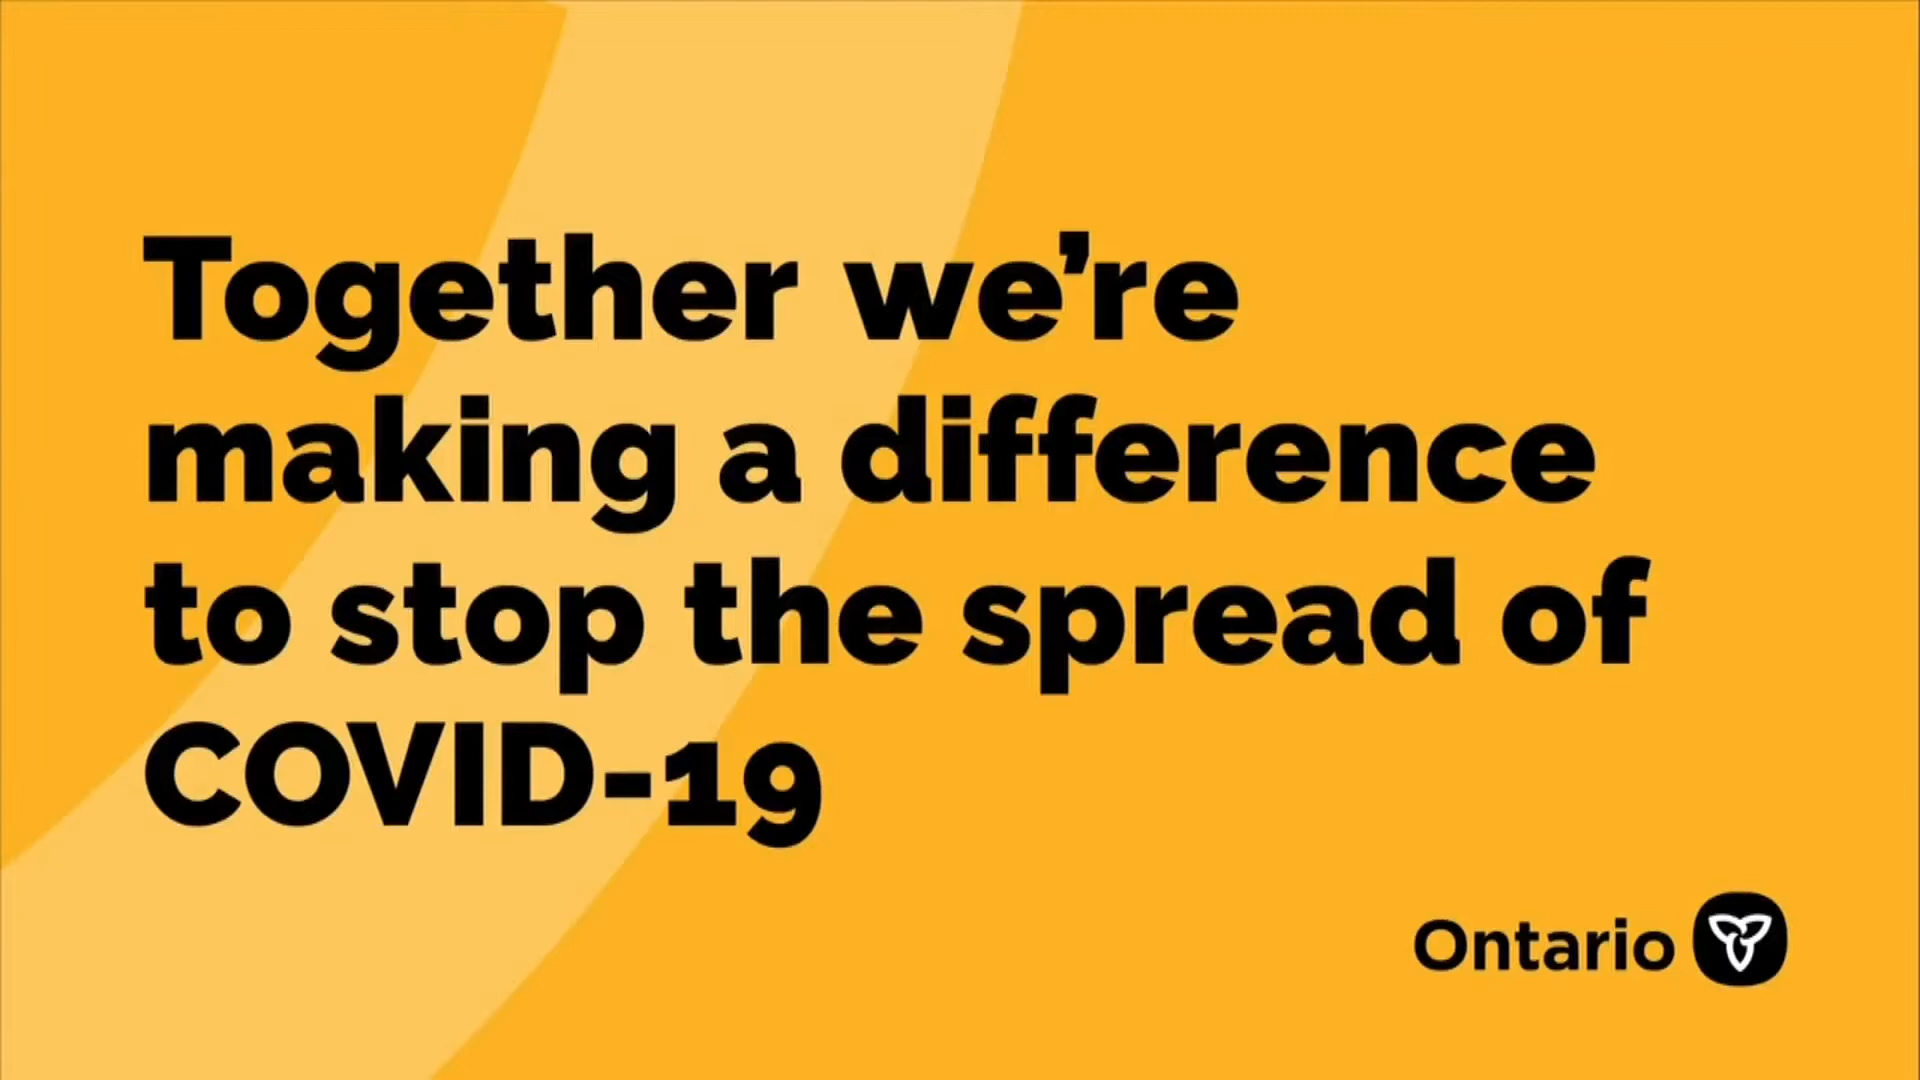 Together we’re
making a difference
to stop the spread of
COVID-19
Ontario